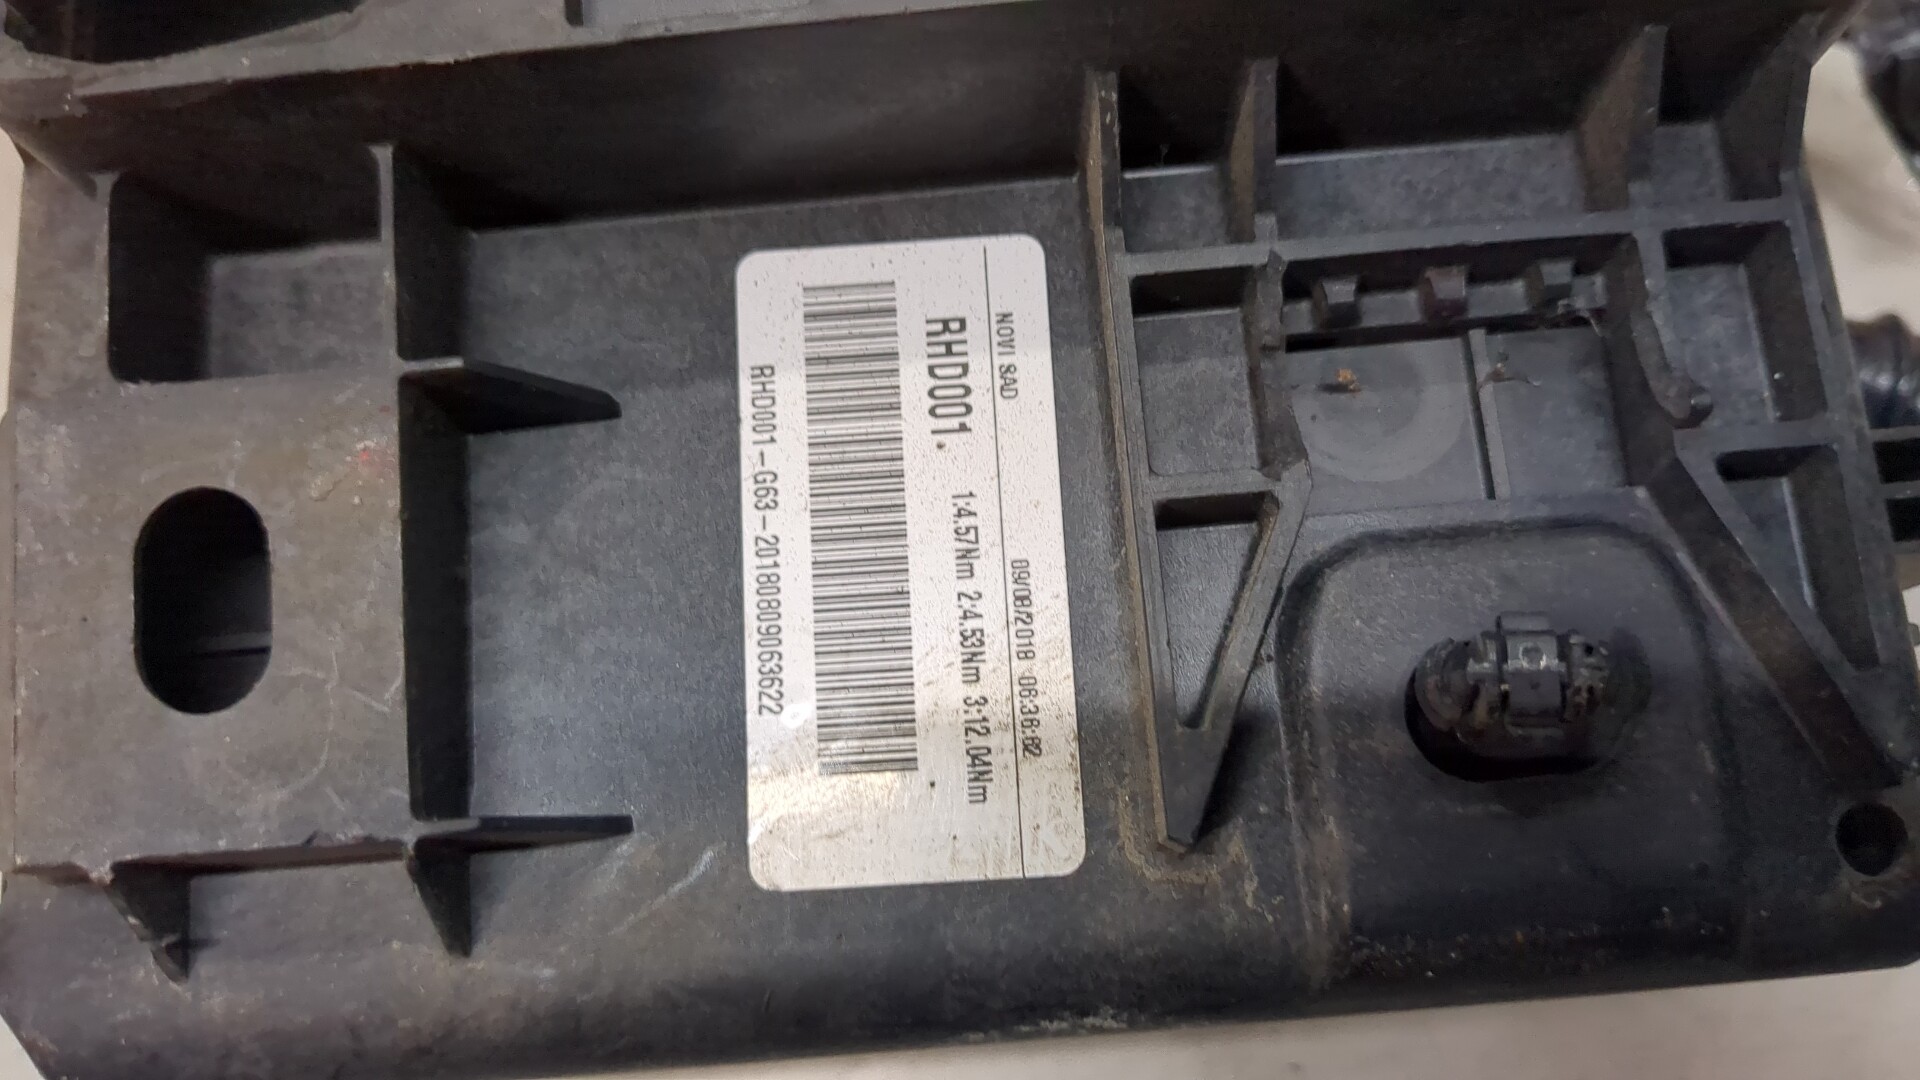 NOVI SAD 09/08/2018 06:36:82
RHD001. 1:4.57Nm 2:4.53Nm 3:12.04Nm
RHD001-G63-20180809063622